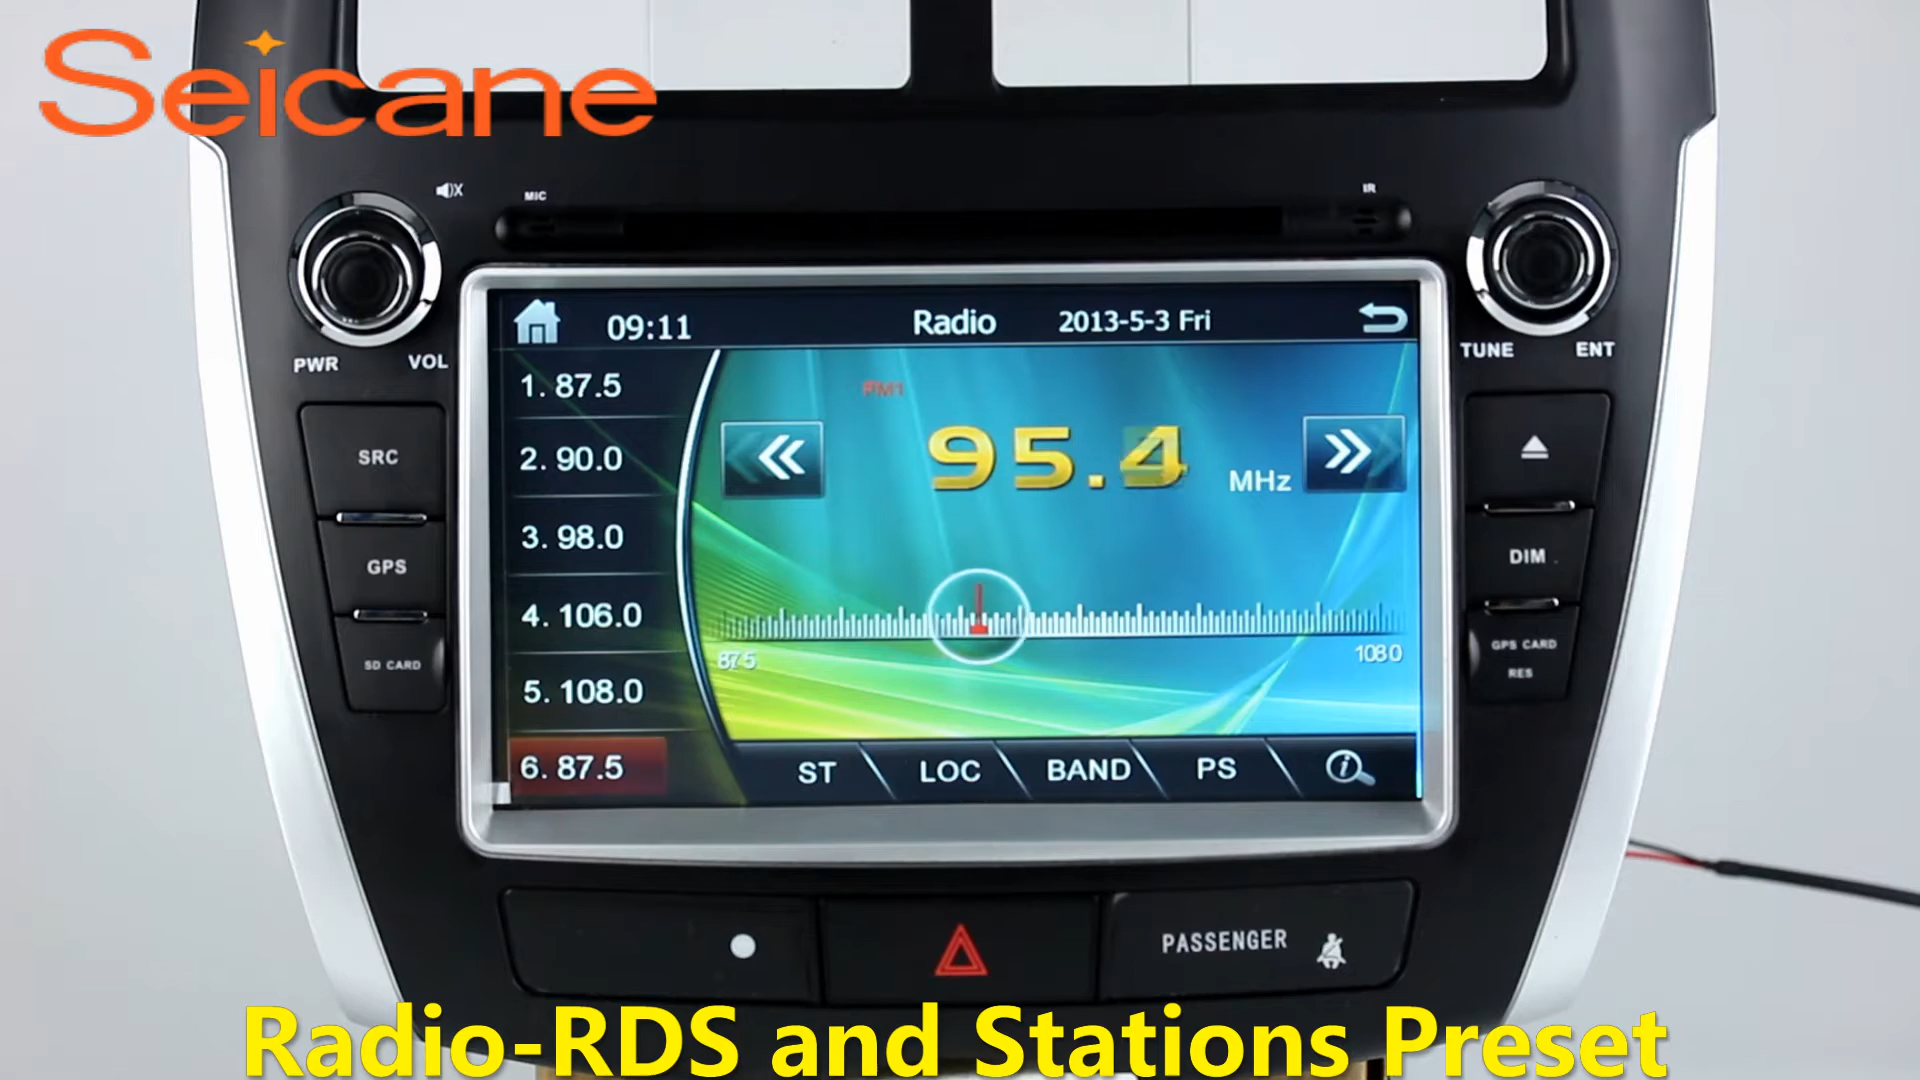 Seicane
MIC
IR
PWR
VOL
TUNE
ENT
09:11
Radio
2013-5-3 Fri
1. 87.5
2. 90.0
3. 98.0
4. 106.0
5. 108.0
6. 87.5
FM1
MHz
87.5
108.0
ST
LOC
BAND
PS
SRC
GPS
SD CARD
DIM
GPS CARD
RES
PASSENGER
Radio-RDS and Stations Preset